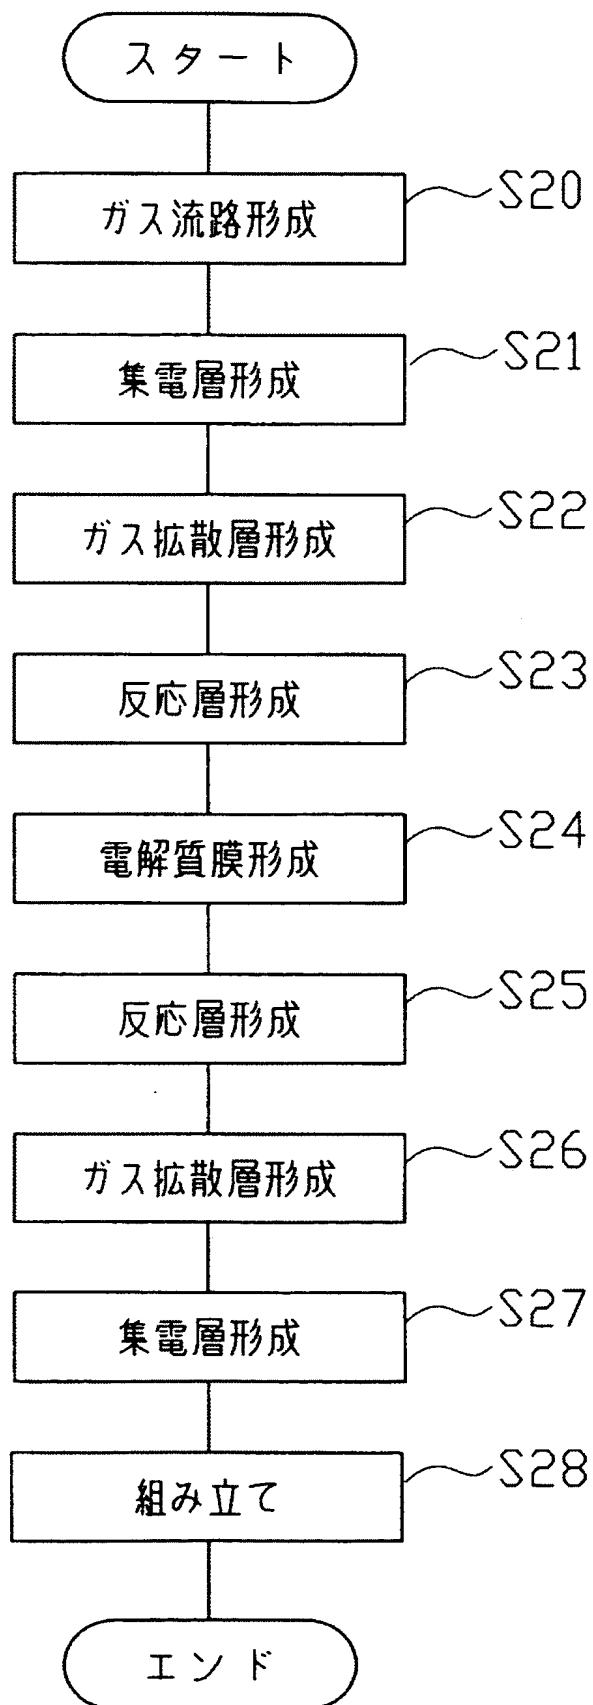 スタート
ガス流路形成 S20
集電層形成 S21
ガス拡散層形成 S22
反応層形成 S23
電解質膜形成 S24
反応層形成 S25
ガス拡散層形成 S26
集電層形成 S27
組み立て S28
エンド